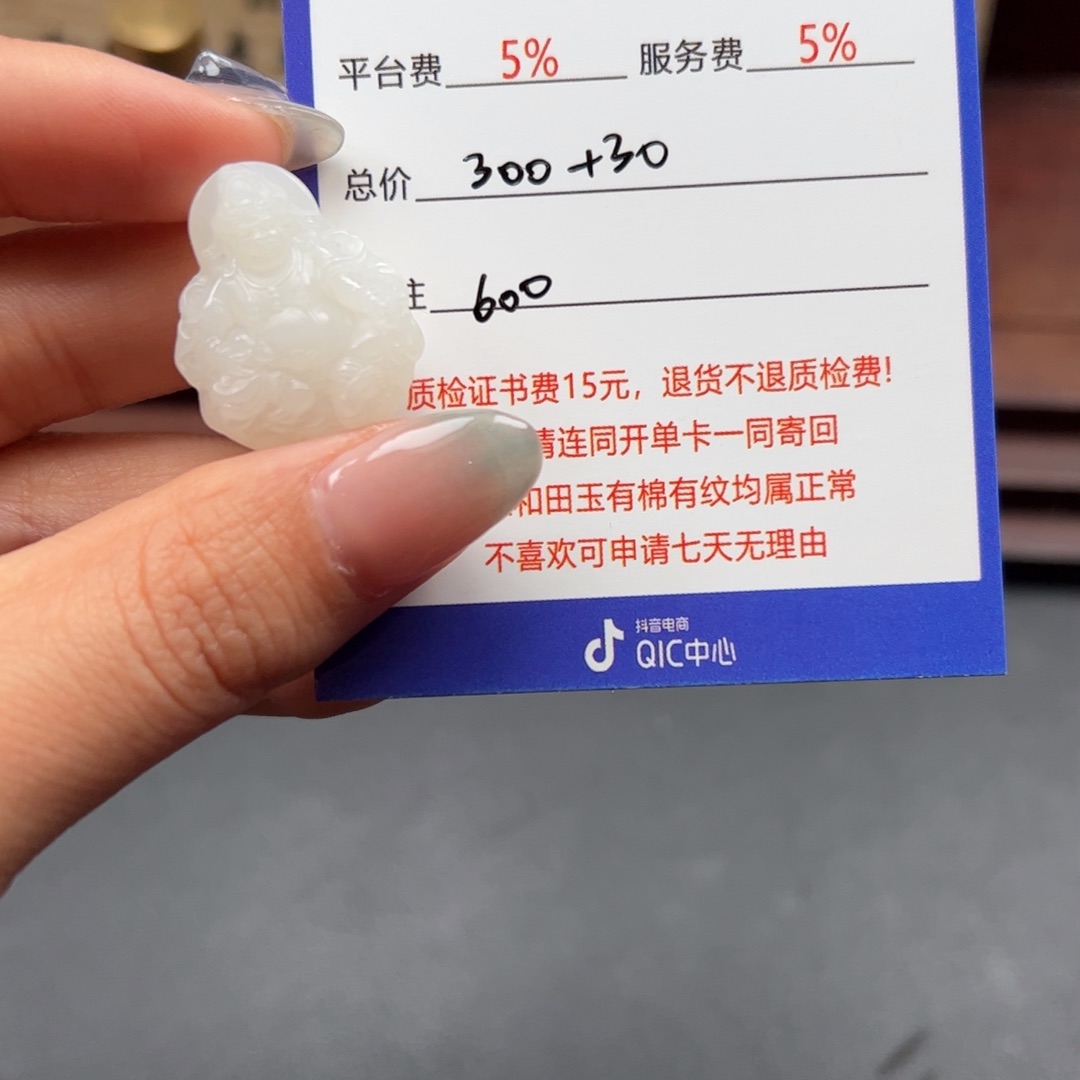 平台费 5% 服务费 5%
总价 300+30
主 600
质检证书费15元，退货不退质检费!
请连同开单卡一同寄回
和田玉有棉有纹均属正常
不喜欢可申请七天无理由
抖音电商
QIC中心